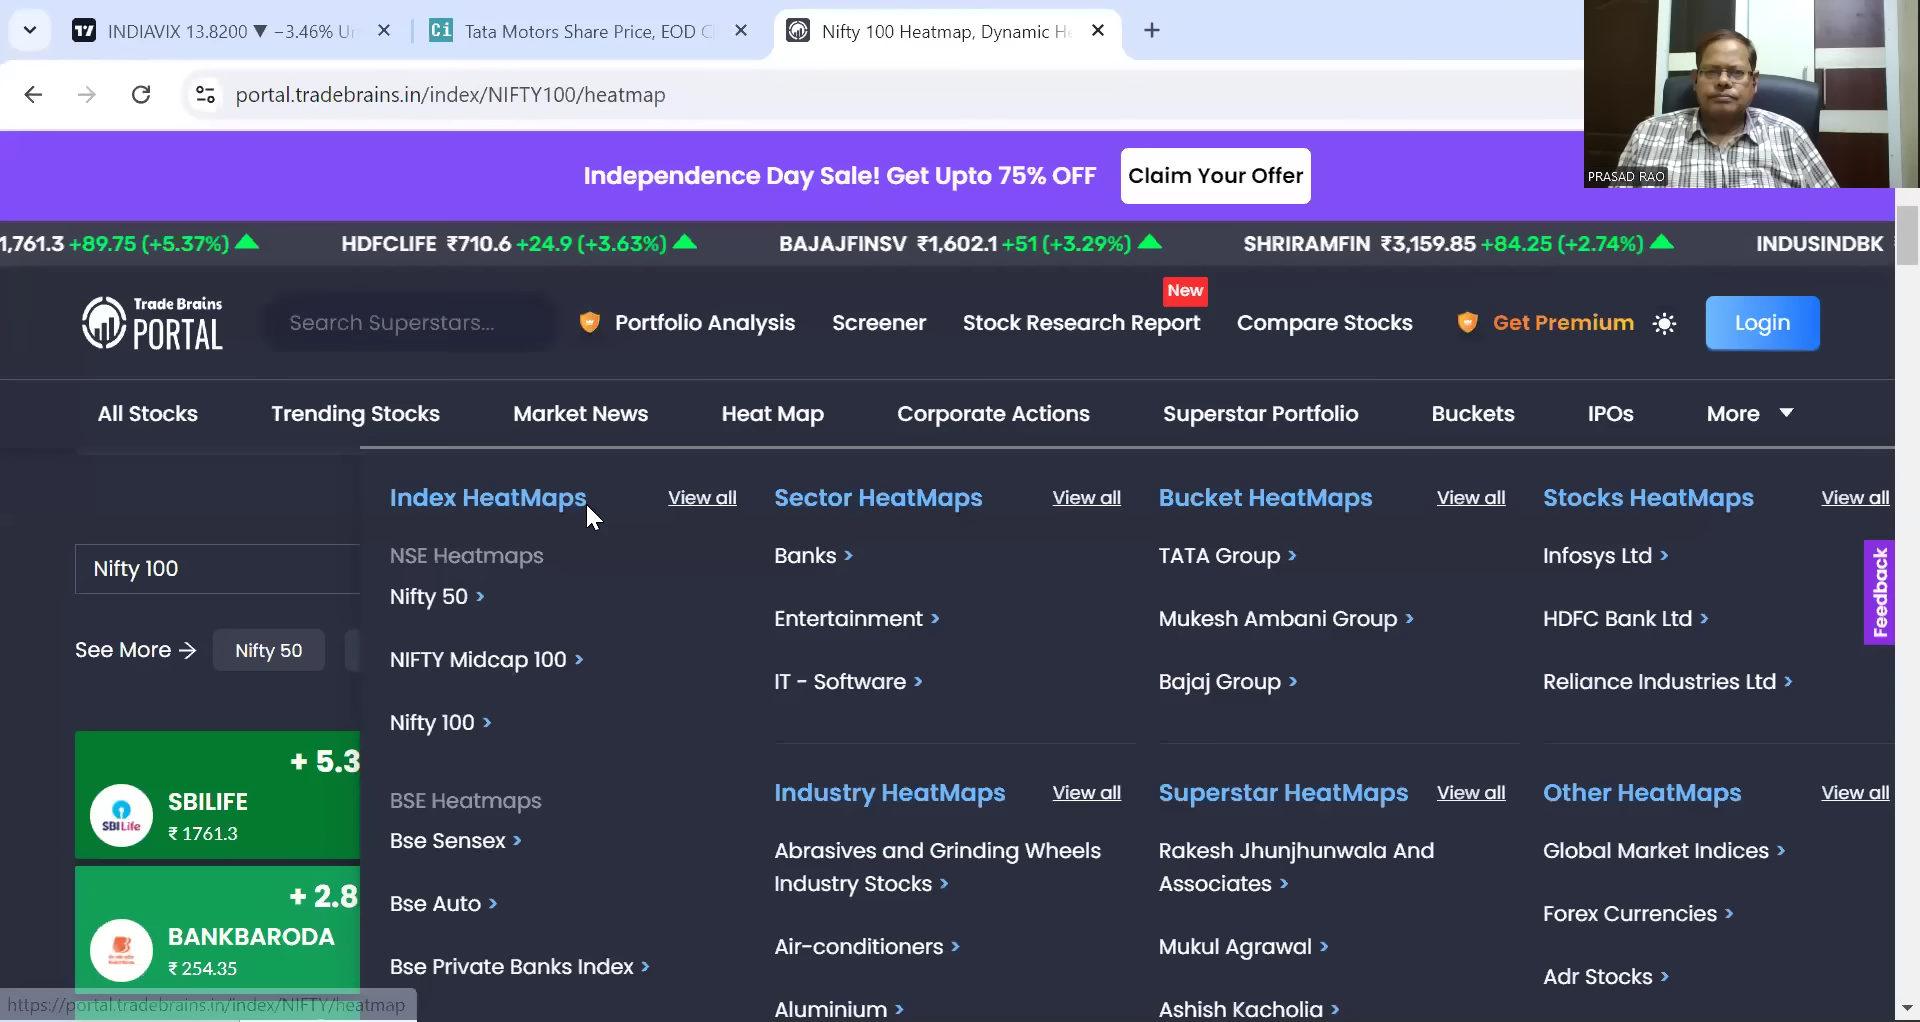 INDIAVIX 13.8200 ▼ −3.46%
Ci Tata Motors Share Price, EOD
Nifty 100 Heatmap, Dynamic
portal.tradebrains.in/index/NIFTY100/heatmap
PRASAD RAO
Independence Day Sale! Get Upto 75% OFF
Claim Your Offer
1,761.3 +89.75 (+5.37%)
HDFCLIFE ₹710.6 +24.9 (+3.63%)
BAJAJFINSV ₹1,602.1 +51 (+3.29%)
SHRIRAMFIN ₹3,159.85 +84.25 (+2.74%)
INDUSINDBK
Trade Brains
PORTAL
Search Superstars...
Portfolio Analysis
Screener
New
Stock Research Report
Compare Stocks
Get Premium
Login
All Stocks
Trending Stocks
Market News
Heat Map
Corporate Actions
Superstar Portfolio
Buckets
IPOs
More
Nifty 100
See More →
Nifty 50
+ 5.3
SBILIFE
₹ 1761.3
SBI Life
+ 2.8
BANKBARODA
₹ 254.35
Index HeatMaps
View all
NSE Heatmaps
Nifty 50 >
NIFTY Midcap 100 >
Nifty 100 >
BSE Heatmaps
Bse Sensex >
Bse Auto >
Bse Private Banks Index >
Sector HeatMaps
View all
Banks >
Entertainment >
IT - Software >
Industry HeatMaps
View all
Abrasives and Grinding Wheels
Industry Stocks >
Air-conditioners >
Aluminium >
Bucket HeatMaps
View all
TATA Group >
Mukesh Ambani Group >
Bajaj Group >
Superstar HeatMaps
View all
Rakesh Jhunjhunwala And
Associates >
Mukul Agrawal >
Ashish Kacholia >
Stocks HeatMaps
View all
Infosys Ltd >
HDFC Bank Ltd >
Reliance Industries Ltd >
Other HeatMaps
View all
Global Market Indices >
Forex Currencies >
Adr Stocks >
Feedback
https://portal.tradebrains.in/index/NIFTY/heatmap